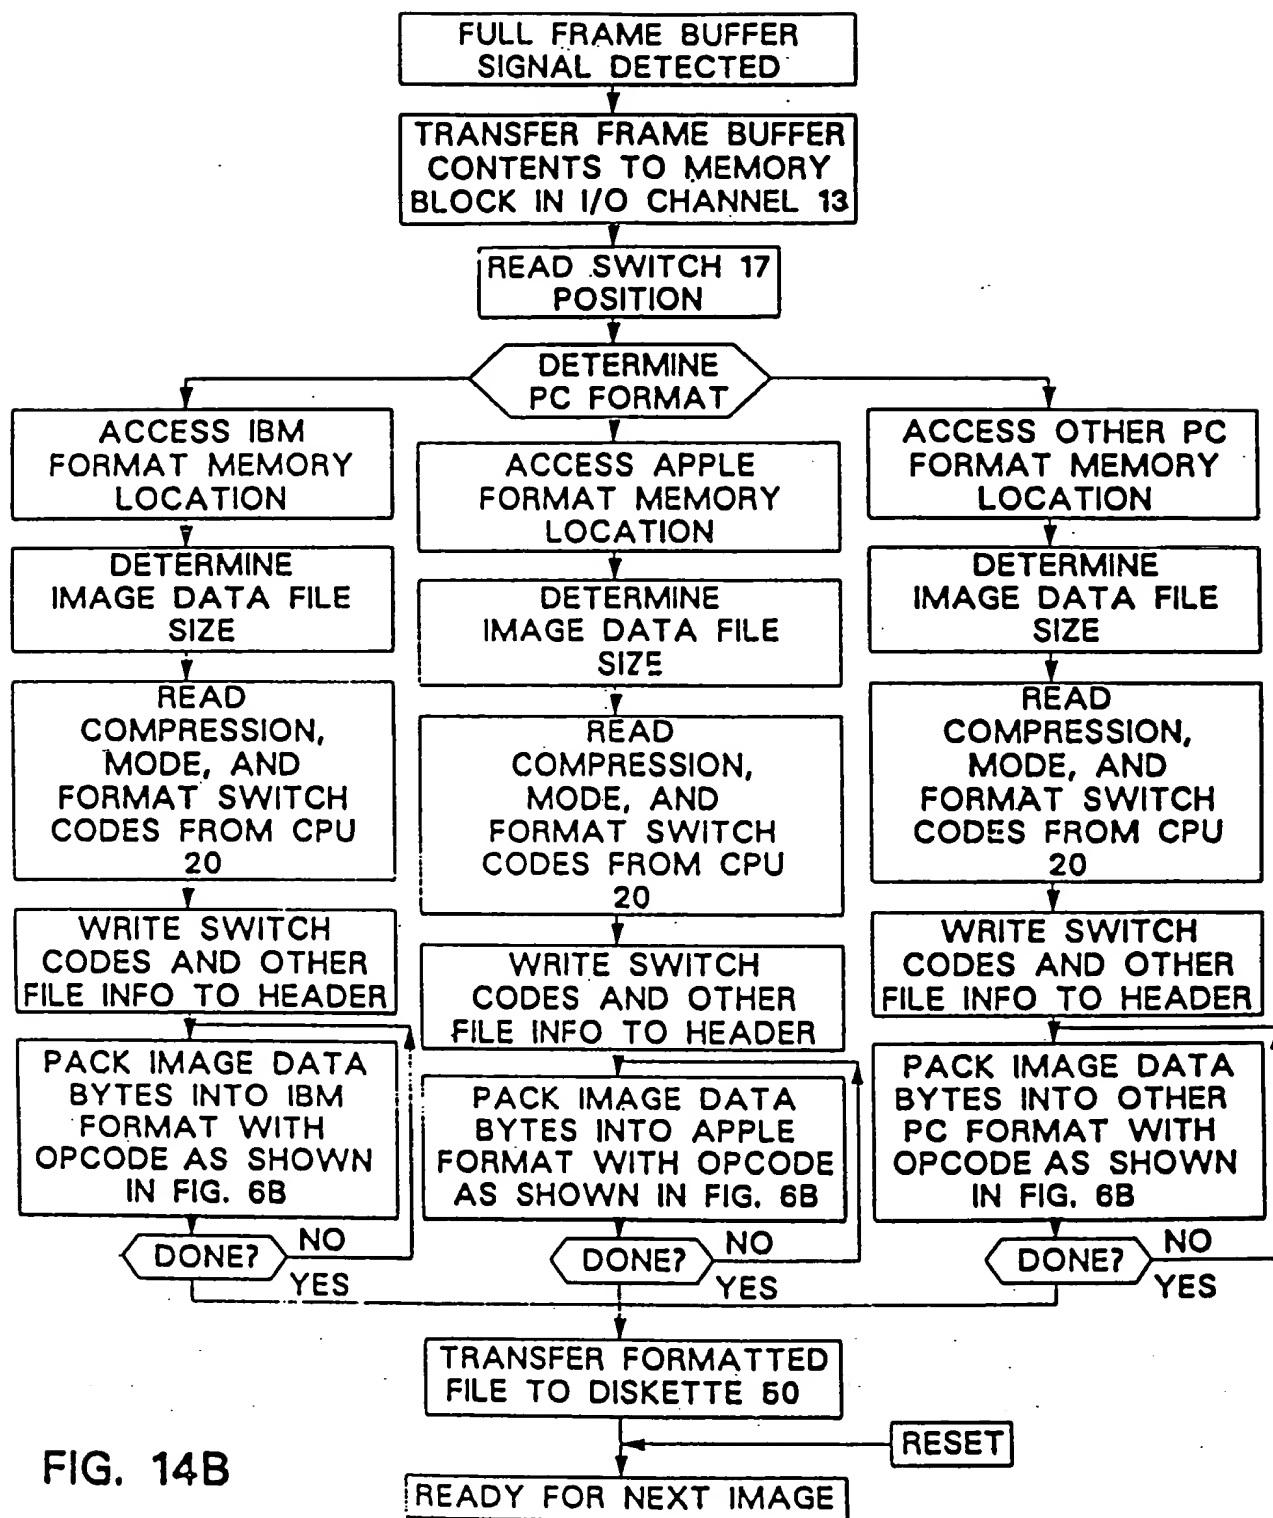 FULL FRAME BUFFER
SIGNAL DETECTED
TRANSFER FRAME BUFFER
CONTENTS TO MEMORY
BLOCK IN I/O CHANNEL 13
READ SWITCH 17
POSITION
DETERMINE
PC FORMAT
ACCESS IBM
FORMAT MEMORY
LOCATION
DETERMINE
IMAGE DATA FILE
SIZE
READ
COMPRESSION,
MODE, AND
FORMAT SWITCH
CODES FROM CPU
20
WRITE SWITCH
CODES AND OTHER
FILE INFO TO HEADER
PACK IMAGE DATA
BYTES INTO IBM
FORMAT WITH
OPCODE AS SHOWN
IN FIG. 6B
DONE?
NO
YES
ACCESS APPLE
FORMAT MEMORY
LOCATION
DETERMINE
IMAGE DATA FILE
SIZE
READ
COMPRESSION,
MODE, AND
FORMAT SWITCH
CODES FROM CPU
20
WRITE SWITCH
CODES AND OTHER
FILE INFO TO HEADER
PACK IMAGE DATA
BYTES INTO APPLE
FORMAT WITH OPCODE
AS SHOWN IN FIG. 6B
DONE?
NO
YES
ACCESS OTHER PC
FORMAT MEMORY
LOCATION
DETERMINE
IMAGE DATA FILE
SIZE
READ
COMPRESSION,
MODE, AND
FORMAT SWITCH
CODES FROM CPU
20
WRITE SWITCH
CODES AND OTHER
FILE INFO TO HEADER
PACK IMAGE DATA
BYTES INTO OTHER
PC FORMAT WITH
OPCODE AS SHOWN
IN FIG. 6B
DONE?
NO
YES
TRANSFER FORMATTED
FILE TO DISKETTE 50
RESET
READY FOR NEXT IMAGE
FIG. 14B